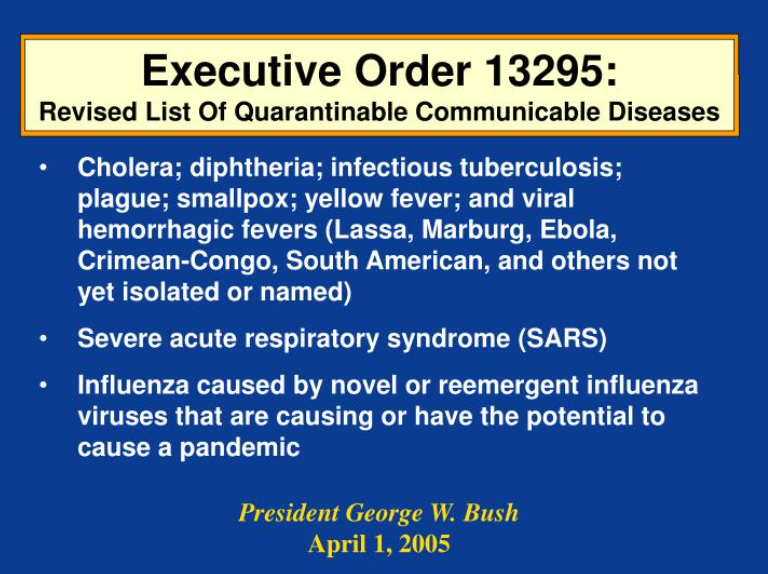 Executive Order 13295:
Revised List Of Quarantinable Communicable Diseases
• Cholera; diphtheria; infectious tuberculosis;
plague; smallpox; yellow fever; and viral
hemorrhagic fevers (Lassa, Marburg, Ebola,
Crimean-Congo, South American, and others not
yet isolated or named)
• Severe acute respiratory syndrome (SARS)
• Influenza caused by novel or reemergent influenza
viruses that are causing or have the potential to
cause a pandemic
President George W. Bush
April 1, 2005